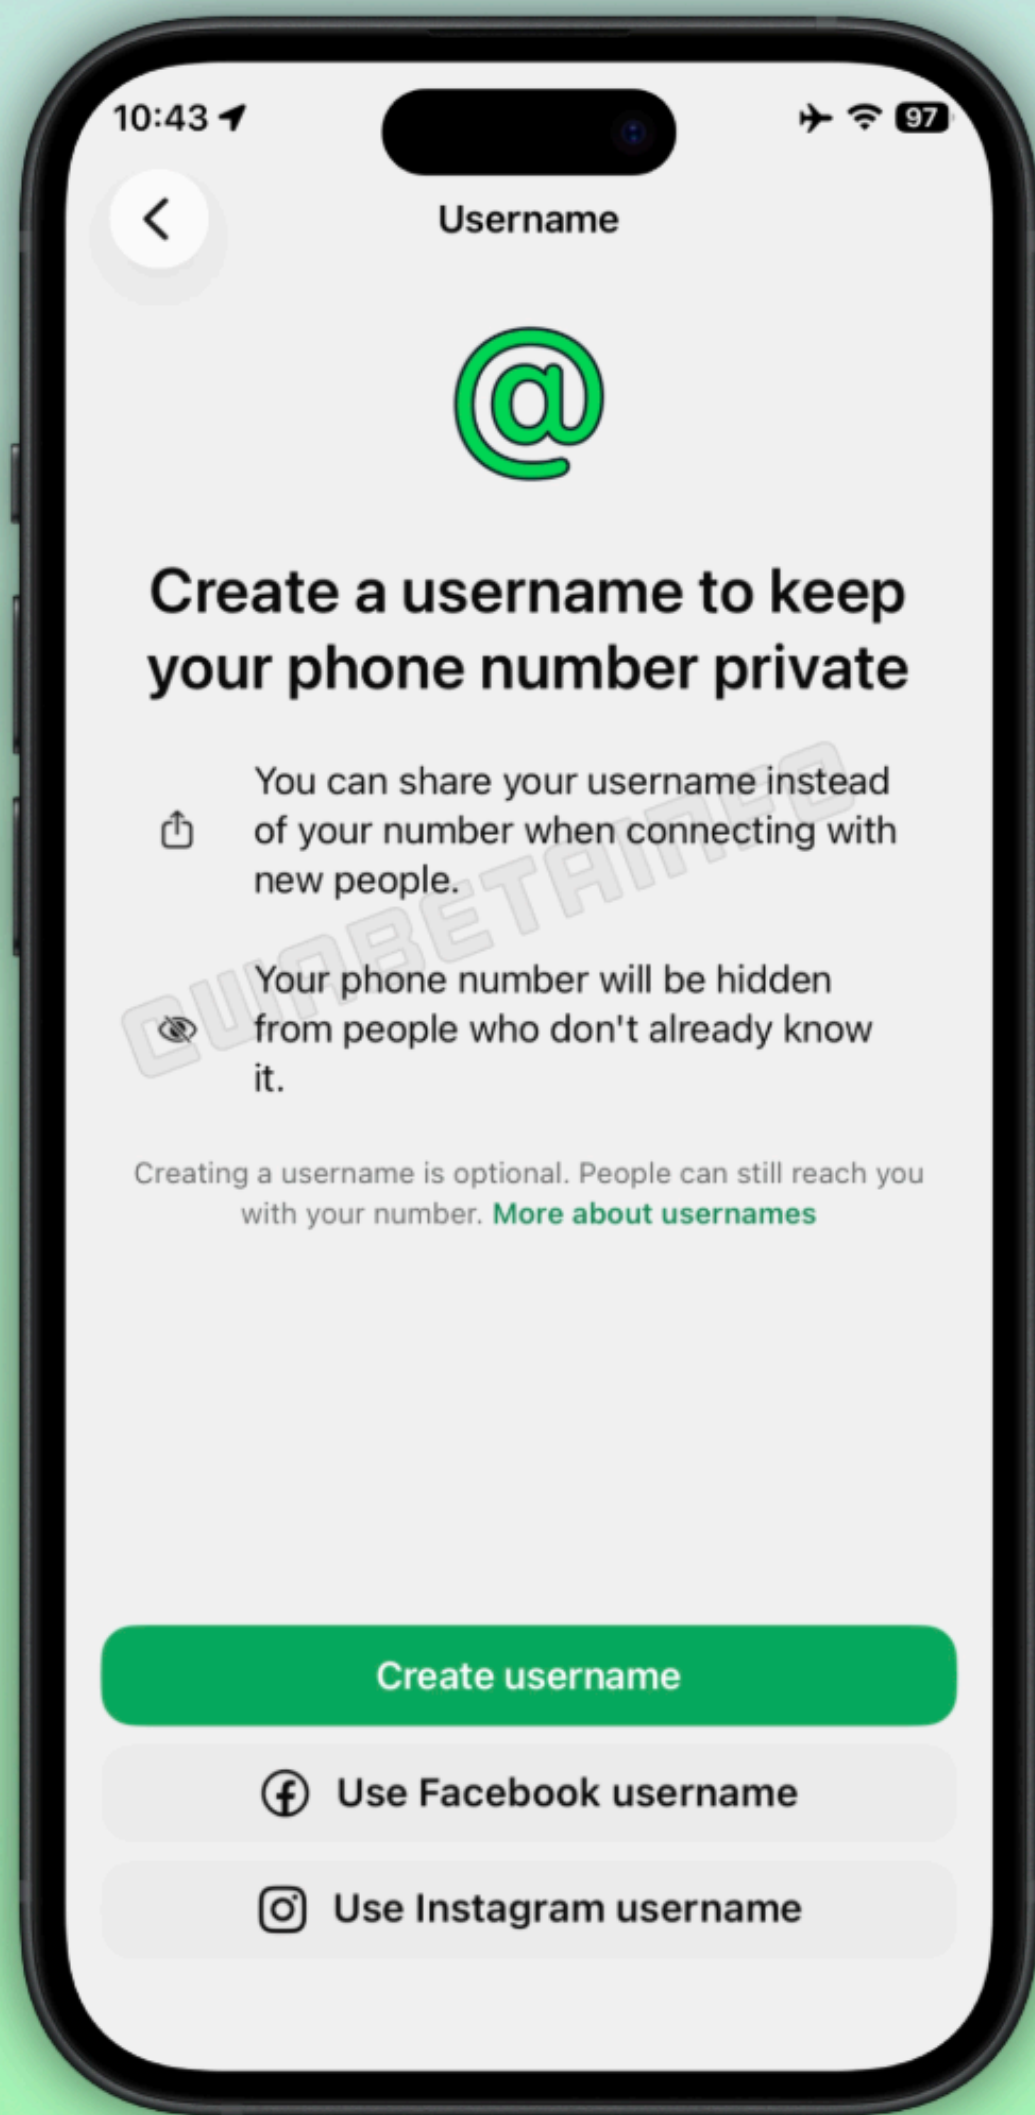 10:43
97
Username
@
Create a username to keep
your phone number private
You can share your username instead
of your number when connecting with
new people.
Your phone number will be hidden
from people who don't already know
it.
CWABETAINFO
Creating a username is optional. People can still reach you
with your number. More about usernames
Create username
Use Facebook username
Use Instagram username